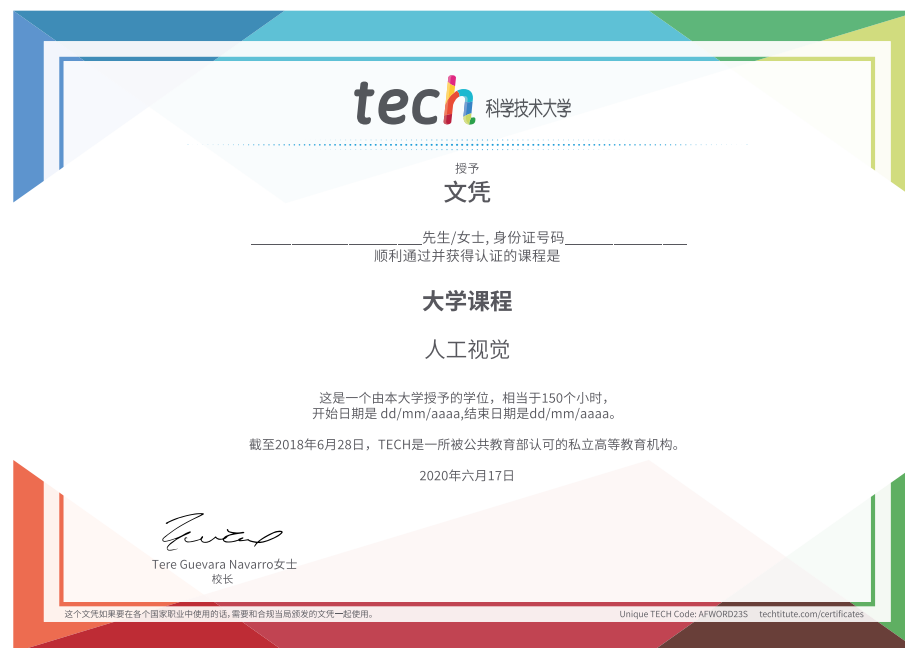 tech 科学技术大学
授予
文凭
____________________先生/女士, 身份证号码______________
顺利通过并获得认证的课程是
大学课程
人工视觉
这是一个由本大学授予的学位，相当于150个小时，
开始日期是 dd/mm/aaaa,结束日期是dd/mm/aaaa。
截至2018年6月28日，TECH是一所被公共教育部认可的私立高等教育机构。
2020年六月17日
Tere Guevara Navarro女士
校长
这个文凭如果要在各个国家职业中使用的话,需要和合规当局颁发的文凭一起使用。
Unique TECH Code: AFWORD23S techtitute.com/certificates